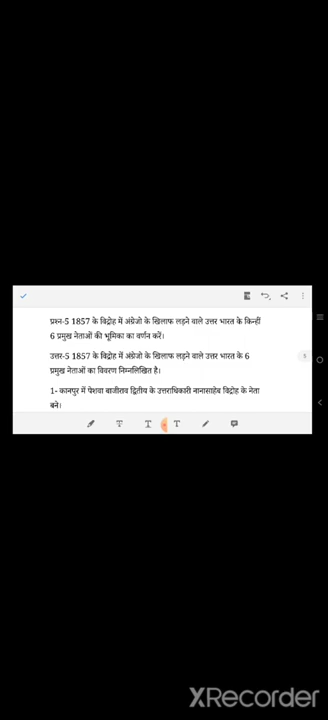 प्रश्न-5 1857 के विद्रोह में अंग्रेजो के खिलाफ लड़ने वाले उत्तर भारत के किन्हीं
6 प्रमुख नेताओं की भूमिका का वर्णन करें।
उत्तर-5 1857 के विद्रोह में अंग्रेजो के खिलाफ लड़ने वाले उत्तर भारत के 6
प्रमुख नेताओं का विवरण निम्नलिखित है।
5
1- कानपुर में पेशवा बाजीराव द्वितीय के उत्तराधिकारी नानासाहेब विद्रोह के नेता
बने।
XRecorder